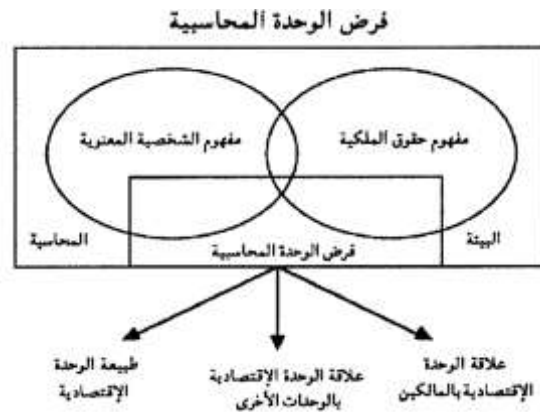 فرض الوحدة المحاسبية
مفهوم حقوق الملكية
مفهوم الشخصية المعنوية
البيئة
المحاسبية
فرض الوحدة المحاسبية
علاقة الوحدة
الإقتصادية بالمالكين
علاقة الوحدة الإقتصادية
بالوحدات الأخرى
طبيعة الوحدة
الإقتصادية